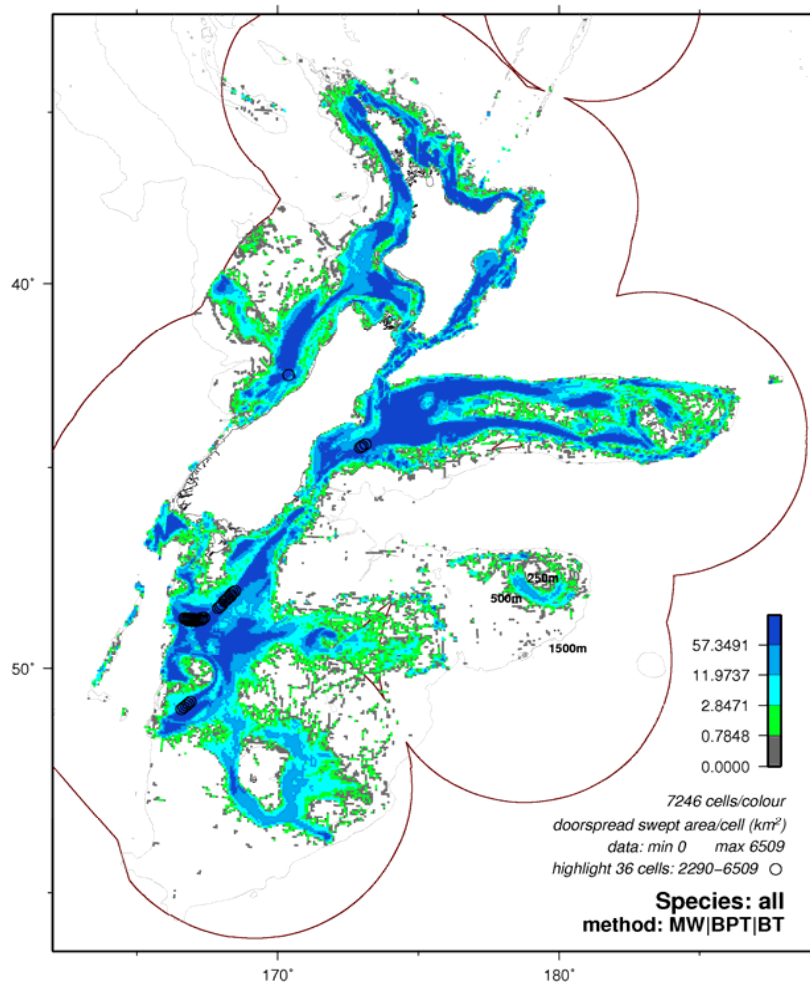 40˚
250m
500m
1500m
50˚
57.3491
11.9737
2.8471
0.7848
0.0000
7246 cells/colour
doorspread swept area/cell (km²)
data: min 0 max 6509
highlight 36 cells: 2290−6509
Species: all
method: MW|BPT|BT
170˚ 180˚